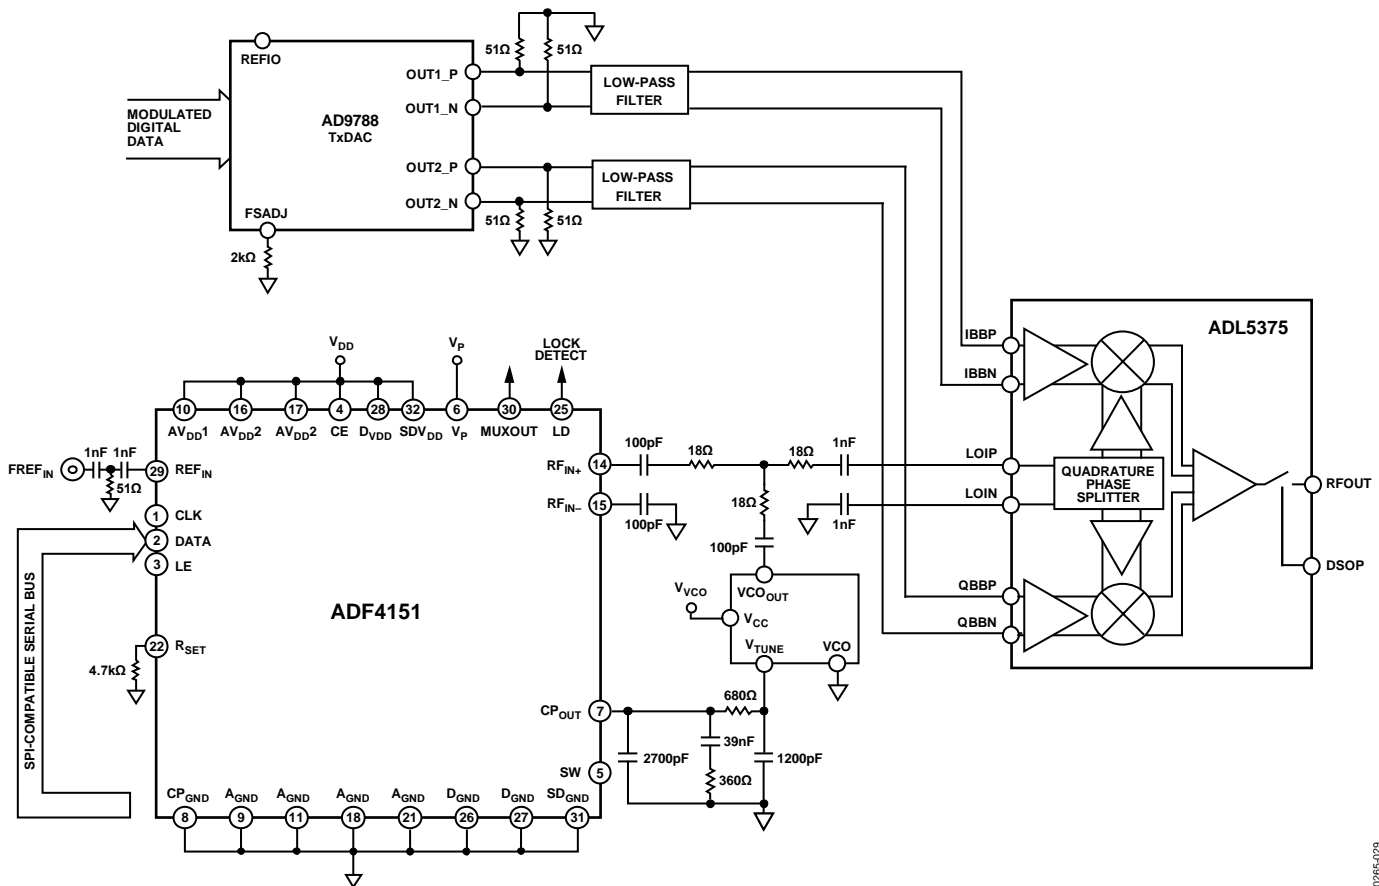 REFIO
51Ω
51Ω
OUT1_P
OUT1_N
LOW-PASS
FILTER
MODULATED
DIGITAL
DATA
AD9788
TxDAC
OUT2_P
OUT2_N
LOW-PASS
FILTER
FSADJ
51Ω
51Ω
2kΩ
ADL5375
VDD
VP
LOCK
DETECT
IBBP
IBBN
10
16
17
4
28
32
6
30
25
AVDD1
AVDD2
AVDD2
CE
DVDD
SDVDD
VP
MUXOUT
LD
1nF
1nF
FREFIN
29
REFIN
51Ω
RFIN+
14
100pF
18Ω
18Ω
1nF
LOIP
QUADRATURE
PHASE
SPLITTER
RFOUT
RFIN–
15
100pF
18Ω
1nF
LOIN
1
CLK
2
DATA
3
LE
100pF
DSOP
SPI-COMPATIBLE SERIAL BUS
ADF4151
VVCO
VCOOUT
VCC
VTUNE
VCO
QBBP
QBBN
22
RSET
4.7kΩ
CPOUT
7
680Ω
2700pF
39nF
1200pF
360Ω
SW
5
CPGND
AGND
AGND
AGND
AGND
DGND
DGND
SDGND
8
9
11
18
21
26
27
31